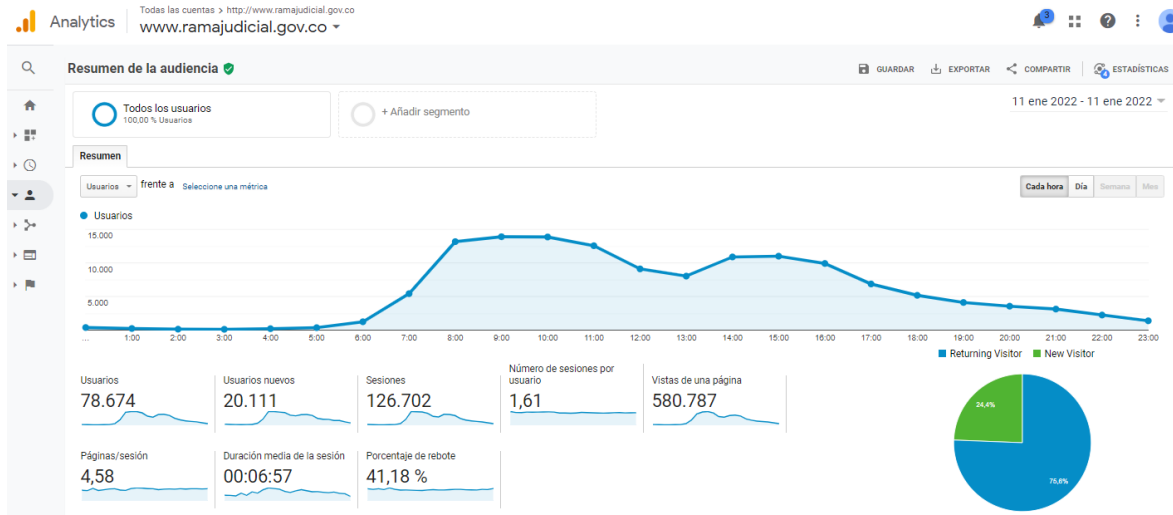 Analytics
Todas las cuentas > http://www.ramajudicial.gov.co
www.ramajudicial.gov.co
3
Resumen de la audiencia
GUARDAR
EXPORTAR
COMPARTIR
4
ESTADÍSTICAS
Todos los usuarios
100,00 % Usuarios
+ Añadir segmento
11 ene 2022 - 11 ene 2022
Resumen
Usuarios
frente a
Seleccione una métrica
Cada hora
Día
Semana
Mes
Usuarios
15.000
10.000
5.000
... 1:00 2:00 3:00 4:00 5:00 6:00 7:00 8:00 9:00 10:00 11:00 12:00 13:00 14:00 15:00 16:00 17:00 18:00 19:00 20:00 21:00 22:00 23:00
Returning Visitor
New Visitor
Usuarios
78.674
Usuarios nuevos
20.111
Sesiones
126.702
Número de sesiones por
usuario
1,61
Vistas de una página
580.787
Páginas/sesión
4,58
Duración media de la sesión
00:06:57
Porcentaje de rebote
41,18 %
24,4%
75,6%